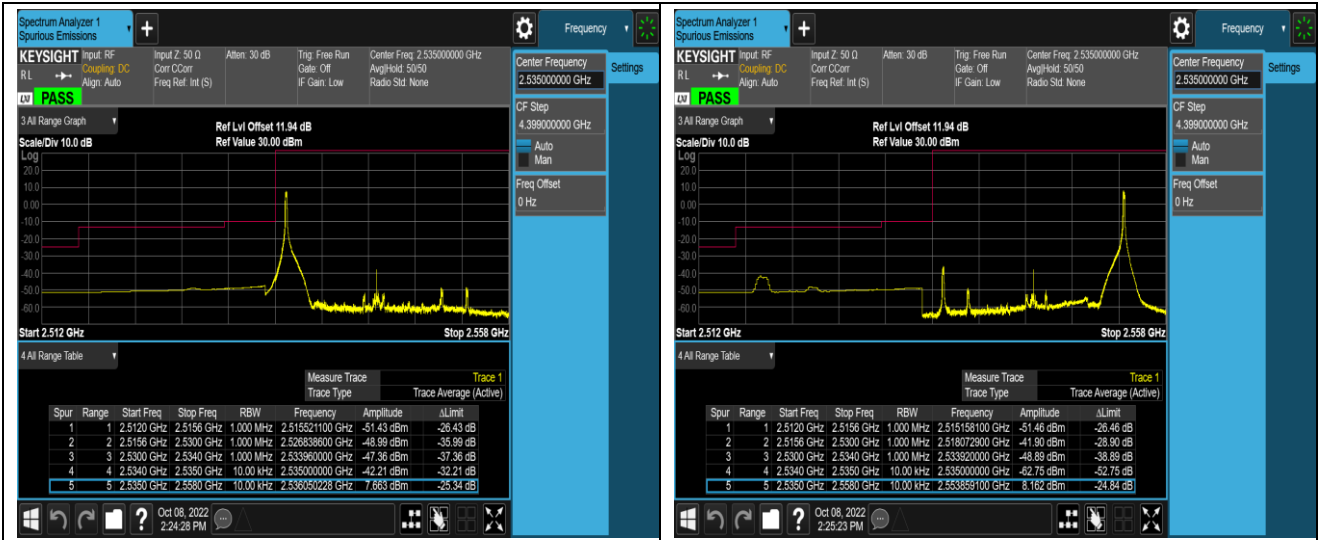 Spectrum Analyzer 1
Spurious Emissions
+
Frequency
KEYSIGHT
R L
LXI
PASS
Input: RF
Coupling: DC
Align: Auto
Input Z: 50 Ω
Corr CCorr
Freq Ref: Int (S)
Atten: 30 dB
Trig: Free Run
Gate: Off
IF Gain: Low
Center Freq: 2.535000000 GHz
Avg|Hold: 50/50
Radio Std: None
Center Frequency
2.535000000 GHz
Settings
CF Step
4.399000000 GHz
Auto
Man
Freq Offset
0 Hz
3 All Range Graph
Scale/Div 10.0 dB
Ref Lvl Offset 11.94 dB
Ref Value 30.00 dBm
Log
20.0
10.0
0.00
-10.0
-20.0
-30.0
-40.0
-50.0
-60.0
Start 2.512 GHz
Stop 2.558 GHz
4 All Range Table
Measure Trace Trace 1
Trace Type Trace Average (Active)
Spur Range Start Freq Stop Freq RBW Frequency Amplitude ΔLimit
1 1 2.5120 GHz 2.5156 GHz 1.000 MHz 2.515521100 GHz -51.43 dBm -26.43 dB
2 2 2.5156 GHz 2.5300 GHz 1.000 MHz 2.526838600 GHz -48.99 dBm -35.99 dB
3 3 2.5300 GHz 2.5340 GHz 1.000 MHz 2.533960000 GHz -47.36 dBm -37.36 dB
4 4 2.5340 GHz 2.5350 GHz 10.00 kHz 2.535000000 GHz -42.21 dBm -32.21 dB
5 5 2.5350 GHz 2.5580 GHz 10.00 kHz 2.536050228 GHz 7.663 dBm -25.34 dB
?
Oct 08, 2022
2:24:28 PM
Spectrum Analyzer 1
Spurious Emissions
+
Frequency
KEYSIGHT
R L
LXI
PASS
Input: RF
Coupling: DC
Align: Auto
Input Z: 50 Ω
Corr CCorr
Freq Ref: Int (S)
Atten: 30 dB
Trig: Free Run
Gate: Off
IF Gain: Low
Center Freq: 2.535000000 GHz
Avg|Hold: 50/50
Radio Std: None
Center Frequency
2.535000000 GHz
Settings
CF Step
4.399000000 GHz
Auto
Man
Freq Offset
0 Hz
3 All Range Graph
Scale/Div 10.0 dB
Ref Lvl Offset 11.94 dB
Ref Value 30.00 dBm
Log
20.0
10.0
0.00
-10.0
-20.0
-30.0
-40.0
-50.0
-60.0
Start 2.512 GHz
Stop 2.558 GHz
4 All Range Table
Measure Trace Trace 1
Trace Type Trace Average (Active)
Spur Range Start Freq Stop Freq RBW Frequency Amplitude ΔLimit
1 1 2.5120 GHz 2.5156 GHz 1.000 MHz 2.515158100 GHz -51.46 dBm -26.46 dB
2 2 2.5156 GHz 2.5300 GHz 1.000 MHz 2.518072900 GHz -41.90 dBm -28.90 dB
3 3 2.5300 GHz 2.5340 GHz 1.000 MHz 2.533920000 GHz -48.89 dBm -38.89 dB
4 4 2.5340 GHz 2.5350 GHz 10.00 kHz 2.535000000 GHz -62.75 dBm -52.75 dB
5 5 2.5350 GHz 2.5580 GHz 10.00 kHz 2.553859100 GHz 8.162 dBm -24.84 dB
?
Oct 08, 2022
2:25:23 PM